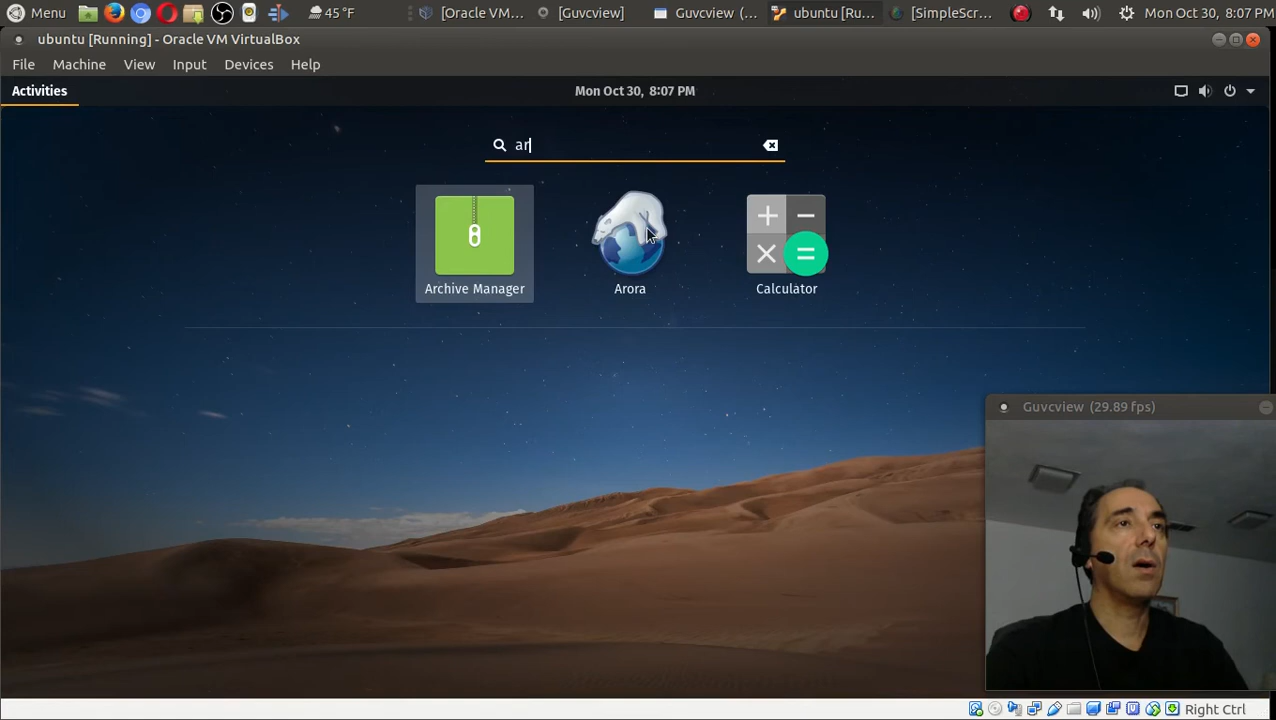 Menu 45 °F [Oracle VM... [Guvcview] Guvcview (... ubuntu [Ru... [SimpleScr... Mon Oct 30, 8:07 PM
ubuntu [Running] - Oracle VM VirtualBox
File Machine View Input Devices Help
Activities Mon Oct 30, 8:07 PM
ar
Archive Manager Arora Calculator
Guvcview (29.89 fps)
Right Ctrl